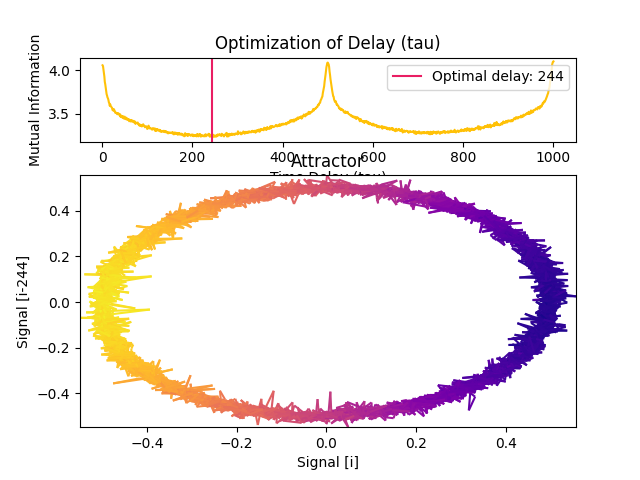 Optimization of Delay (tau)
Mutual Information
4.0
3.5
Optimal delay: 244
0 200 400 600 800 1000
Time Delay (tau)
Attractor
Signal [i-244]
0.4
0.2
0.0
−0.2
−0.4
−0.4 −0.2 0.0 0.2 0.4
Signal [i]